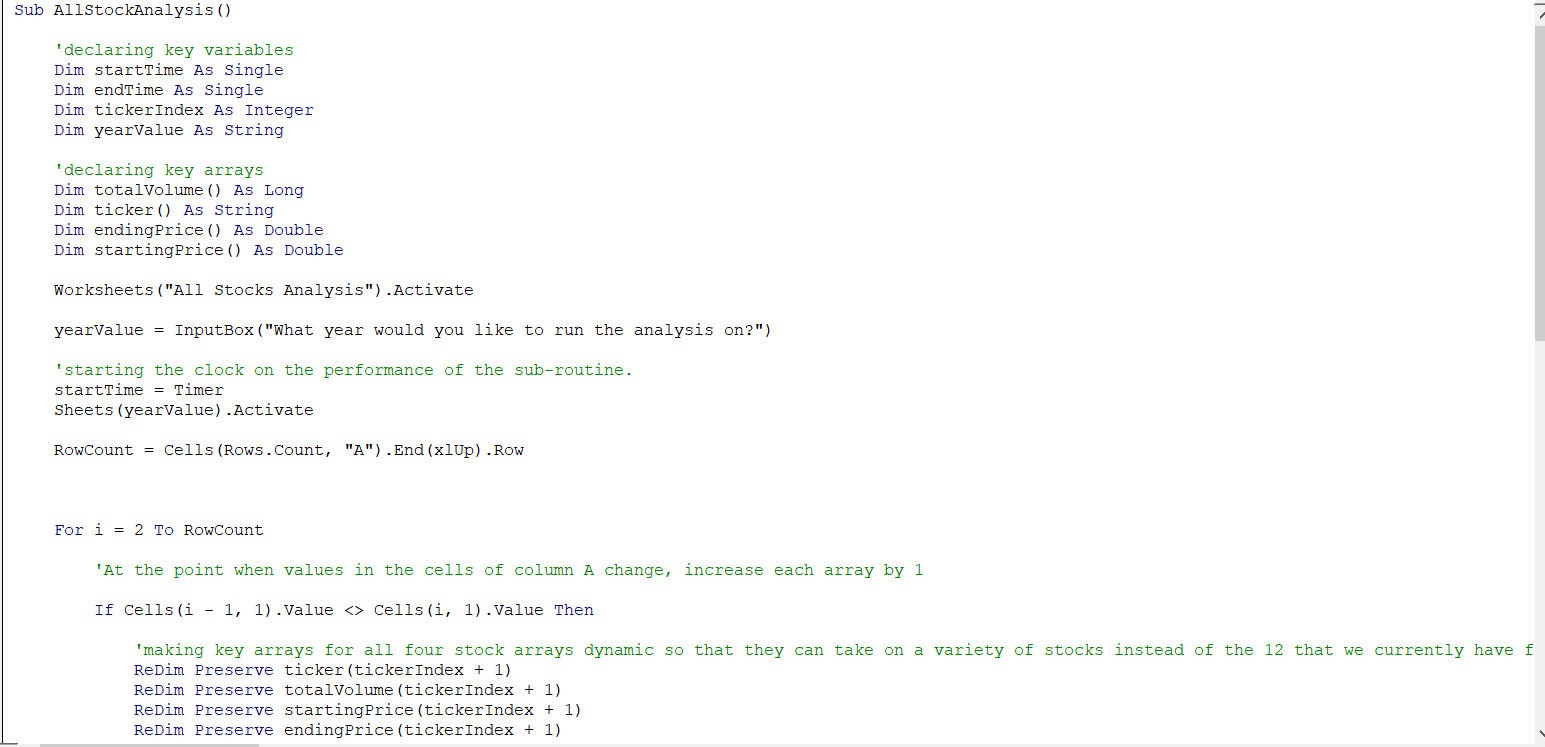 Sub AllStockAnalysis()
'declaring key variables
Dim startTime As Single
Dim endTime As Single
Dim tickerIndex As Integer
Dim yearValue As String
'declaring key arrays
Dim totalVolume() As Long
Dim ticker() As String
Dim endingPrice() As Double
Dim startingPrice() As Double
Worksheets("All Stocks Analysis").Activate
yearValue = InputBox("What year would you like to run the analysis on?")
'starting the clock on the performance of the sub-routine.
startTime = Timer
Sheets(yearValue).Activate
RowCount = Cells(Rows.Count, "A").End(xlUp).Row
For i = 2 To RowCount
'At the point when values in the cells of column A change, increase each array by 1
If Cells(i - 1, 1).Value <> Cells(i, 1).Value Then
'making key arrays for all four stock arrays dynamic so that they can take on a variety of stocks instead of the 12 that we currently have f
ReDim Preserve ticker(tickerIndex + 1)
ReDim Preserve totalVolume(tickerIndex + 1)
ReDim Preserve startingPrice(tickerIndex + 1)
ReDim Preserve endingPrice(tickerIndex + 1)